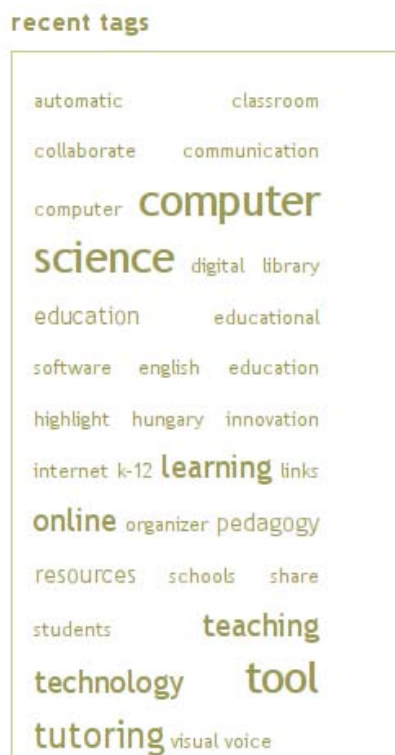 recent tags
automatic classroom
collaborate communication
computer computer
science digital library
education educational
software english education
highlight hungary innovation
internet k-12 learning links
online organizer pedagogy
resources schools share
students teaching
technology tool
tutoring visual voice